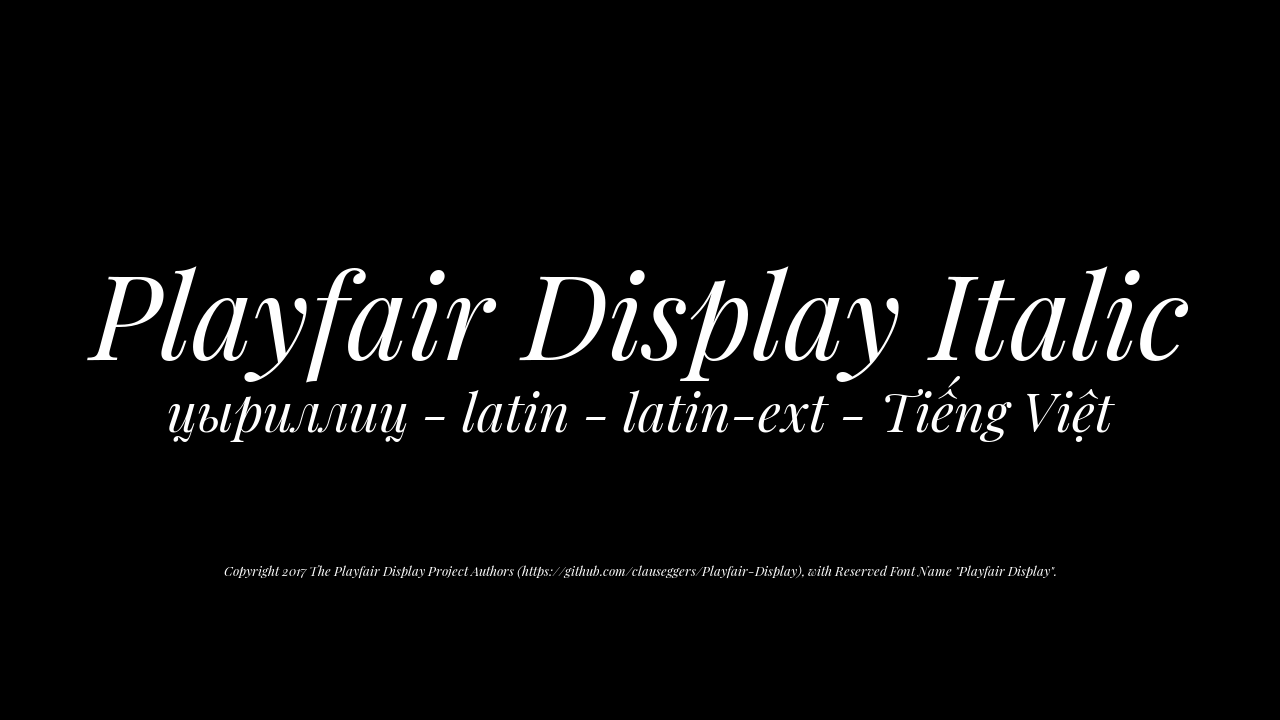 Playfair Display Italic
цыриллиц - latin - latin-ext - Tiếng Việt
Copyright 2017 The Playfair Display Project Authors (https://github.com/clauseggers/Playfair-Display), with Reserved Font Name "Playfair Display".